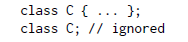 class C { ... };
class C; // ignored